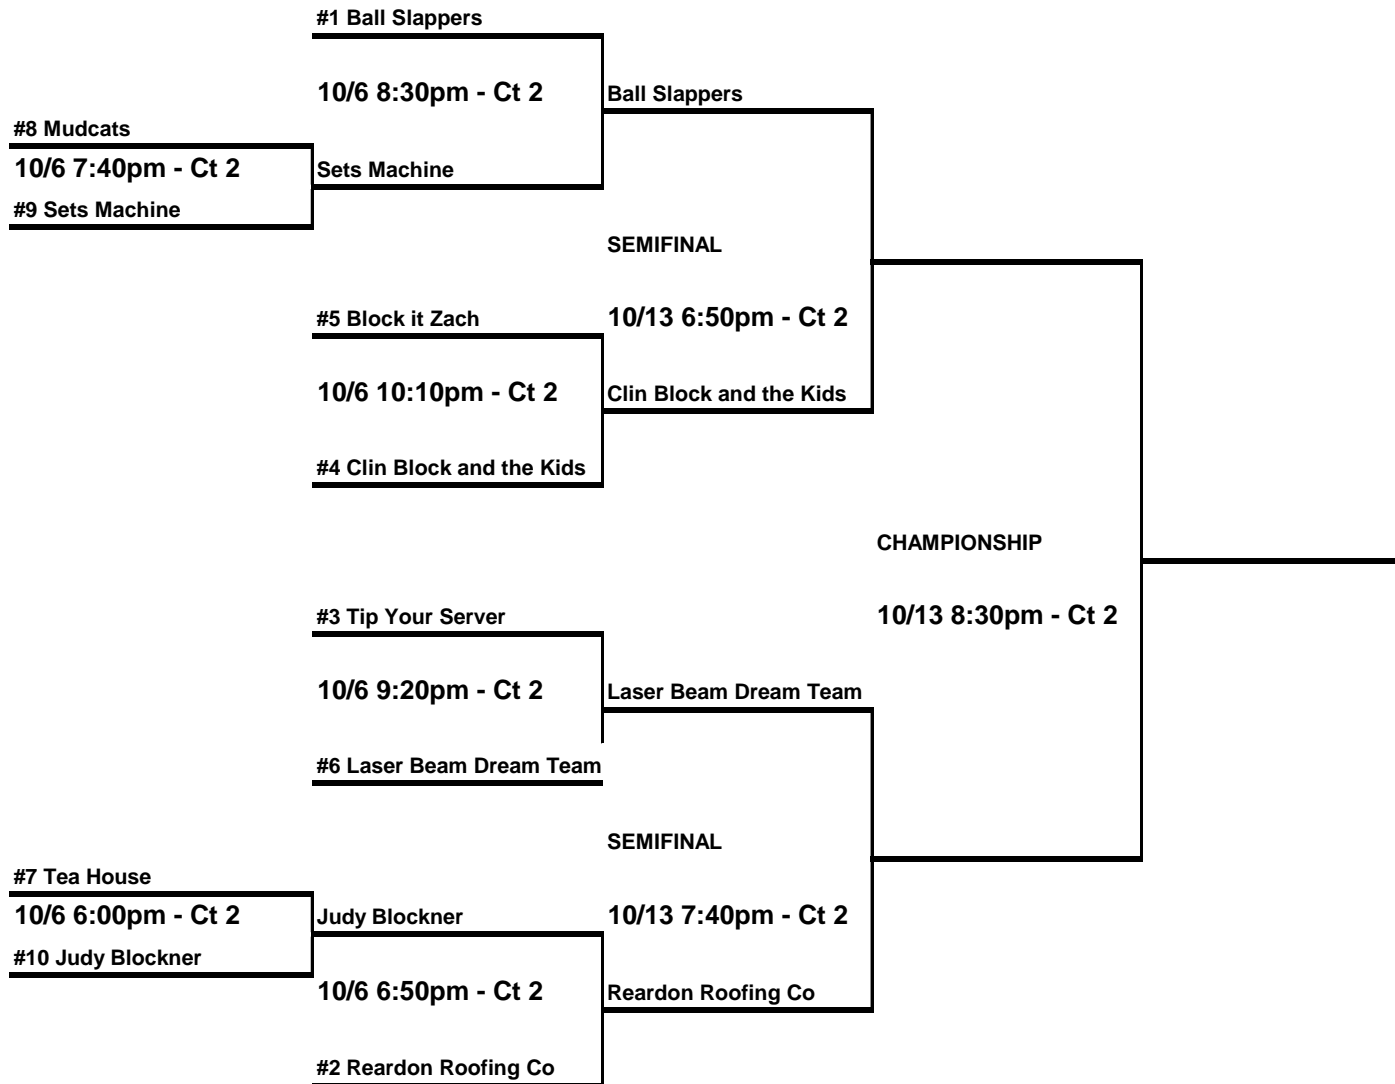 #1 Ball Slappers
10/6 8:30pm - Ct 2
Ball Slappers
#8 Mudcats
10/6 7:40pm - Ct 2
Sets Machine
#9 Sets Machine
SEMIFINAL
#5 Block it Zach
10/13 6:50pm - Ct 2
10/6 10:10pm - Ct 2
Clin Block and the Kids
#4 Clin Block and the Kids
CHAMPIONSHIP
#3 Tip Your Server
10/13 8:30pm - Ct 2
10/6 9:20pm - Ct 2
Laser Beam Dream Team
#6 Laser Beam Dream Team
SEMIFINAL
#7 Tea House
10/6 6:00pm - Ct 2
Judy Blockner
10/13 7:40pm - Ct 2
#10 Judy Blockner
10/6 6:50pm - Ct 2
Reardon Roofing Co
#2 Reardon Roofing Co